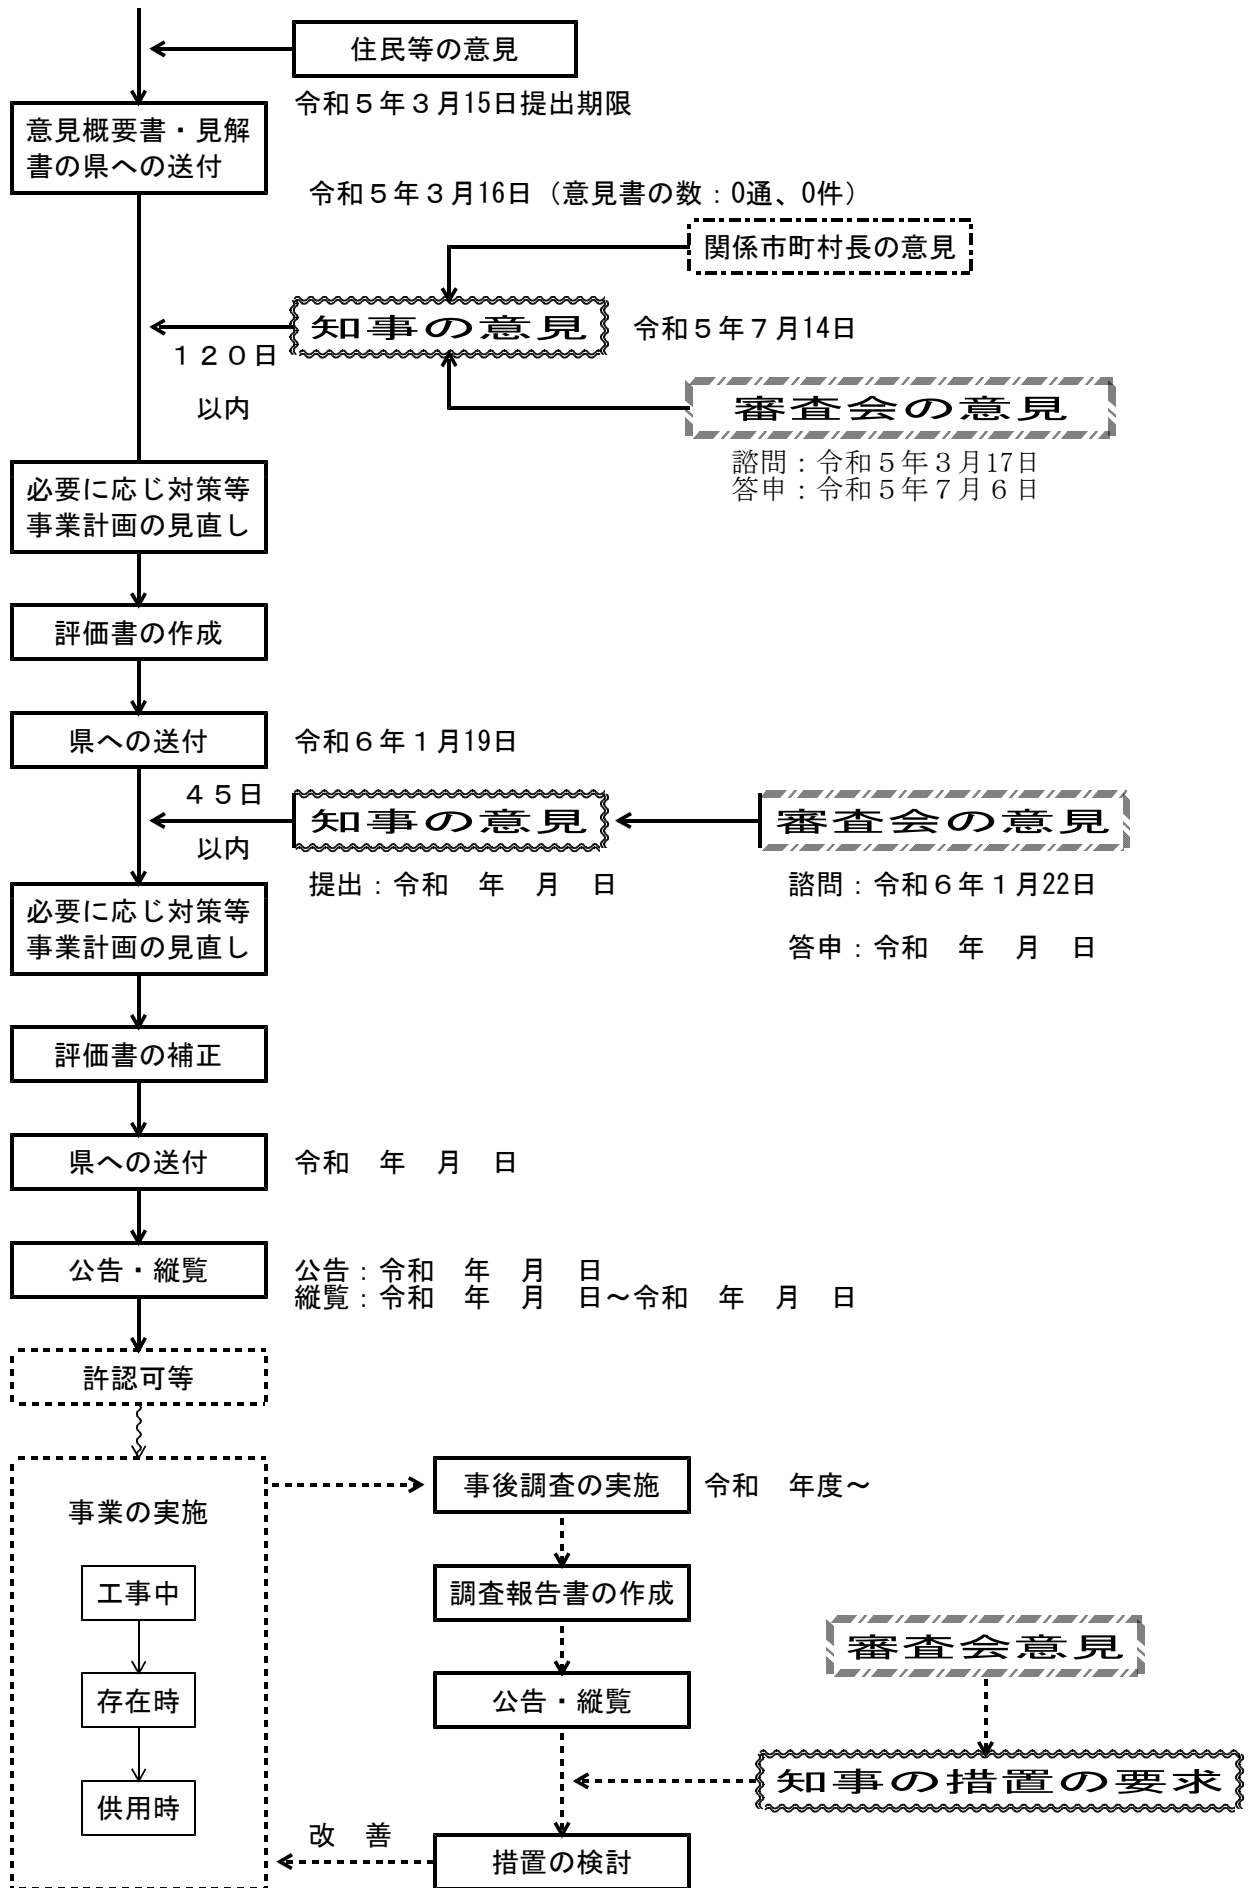 住民等の意見
令和５年３月15日提出期限
意見概要書・見解
書の県への送付
令和５年３月16日（意見書の数：0通、0件）
関係市町村長の意見
知事の意見
令和５年７月14日
１２０日
以内
審査会の意見
諮問：令和５年３月17日
答申：令和５年７月６日
必要に応じ対策等
事業計画の見直し
評価書の作成
県への送付
令和６年１月19日
４５日
以内
知事の意見
審査会の意見
提出：令和　年　月　日
諮問：令和６年１月22日
答申：令和　年　月　日
必要に応じ対策等
事業計画の見直し
評価書の補正
県への送付
令和　年　月　日
公告・縦覧
公告：令和　年　月　日
縦覧：令和　年　月　日～令和　年　月　日
許認可等
事業の実施
事後調査の実施
令和　年度～
工事中
調査報告書の作成
審査会意見
存在時
公告・縦覧
知事の措置の要求
供用時
改　善
措置の検討